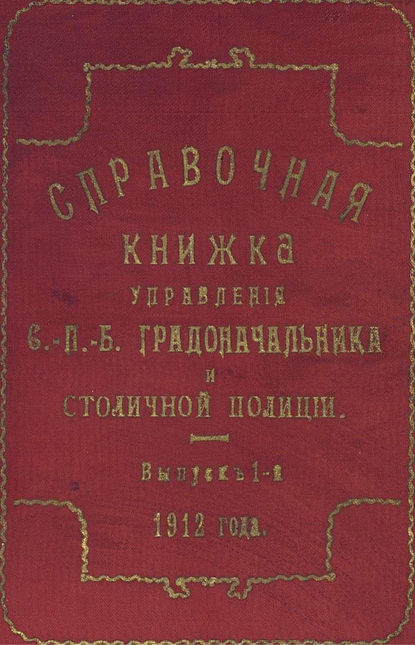 СПРАВОЧНАЯ
КНИЖКА
УПРАВЛЕНІЯ
С.-П.-Б. ГРАДОНАЧАЛЬНИКА
И
СТОЛИЧНОЙ ПОЛИЦІИ.
Выпускъ 1-й
1912 года.